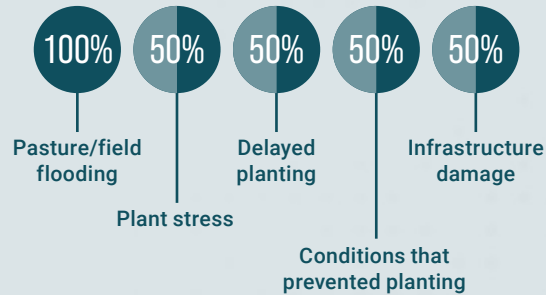 100% 50% 50% 50% 50%
Pasture/field
flooding
Plant stress
Delayed
planting
Conditions that
prevented planting
Infrastructure
damage